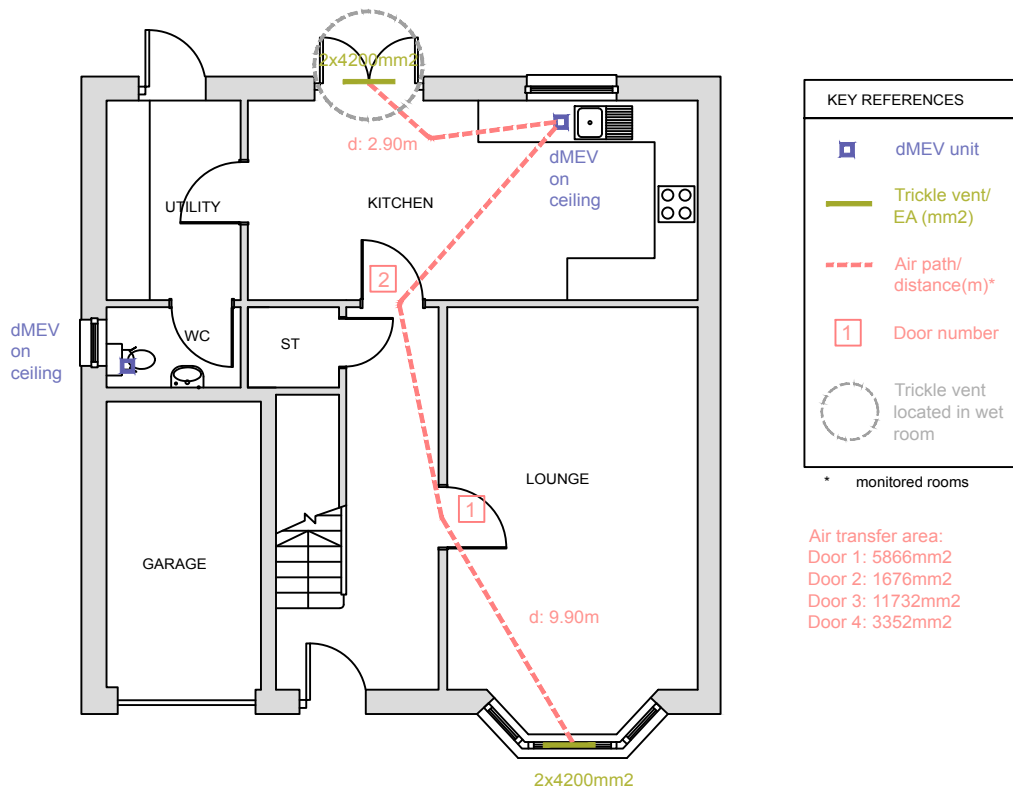 2x4200mm2
d: 2.90m
dMEV
on
ceiling
UTILITY
KITCHEN
2
dMEV
on
ceiling
WC
ST
LOUNGE
1
GARAGE
d: 9.90m
2x4200mm2
KEY REFERENCES
dMEV unit
Trickle vent/
EA (mm2)
Air path/
distance(m)*
1
Door number
Trickle vent
located in wet
room
* monitored rooms
Air transfer area:
Door 1: 5866mm2
Door 2: 1676mm2
Door 3: 11732mm2
Door 4: 3352mm2